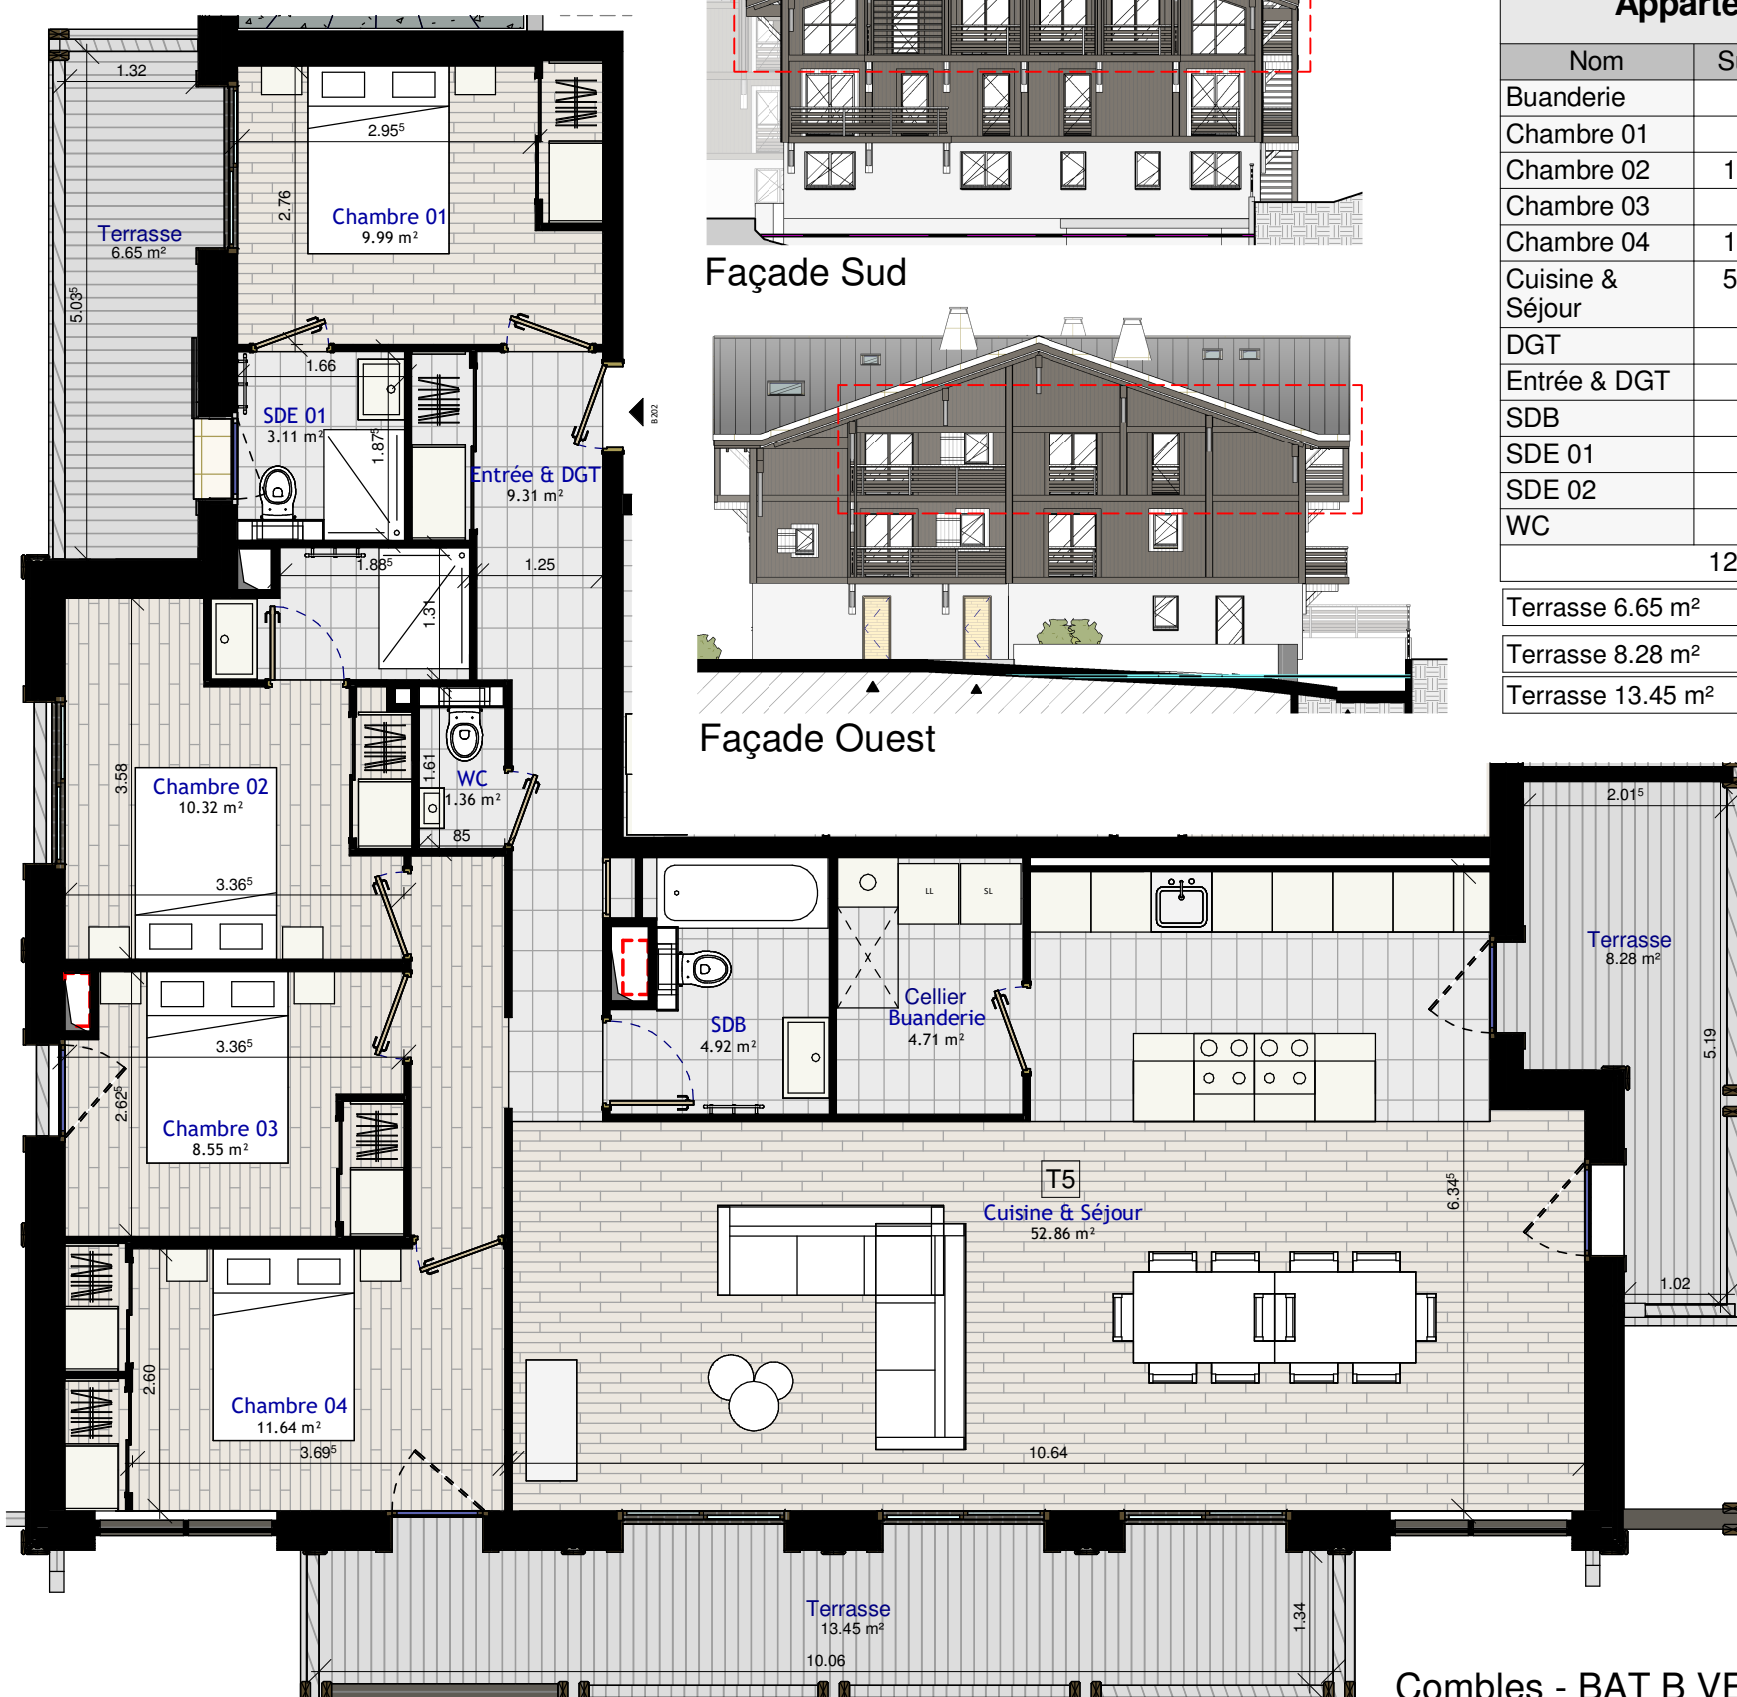 Apparte
Nom
Buanderie
Chambre 01
Chambre 02 1
Chambre 03
Chambre 04 1
Cuisine & 5
Séjour
DGT
Entrée & DGT
SDB
SDE 01
SDE 02
WC
12
Terrasse 6.65 m²
Terrasse 8.28 m²
Terrasse 13.45 m²
Façade Sud
Façade Ouest
1.32
Terrasse
6.65 m²
5.03⁵
2.95⁵
2.76
Chambre 01
9.99 m²
1.66
SDE 01
3.11 m²
1.87⁵
Entrée & DGT
9.31 m²
B202
1.88⁵
1.25
1.31
3.58
Chambre 02
10.32 m²
3.36⁵
1.61
WC
1.36 m²
85
3.36⁵
2.62⁵
Chambre 03
8.55 m²
SDB
4.92 m²
LL
SL
Cellier
Buanderie
4.71 m²
2.01⁵
Terrasse
8.28 m²
5.19
1.02
T5
Cuisine & Séjour
52.86 m²
6.34⁵
2.60
Chambre 04
11.64 m²
3.69⁵
10.64
Terrasse
13.45 m²
1.34
10.06
Combles - BAT B VE